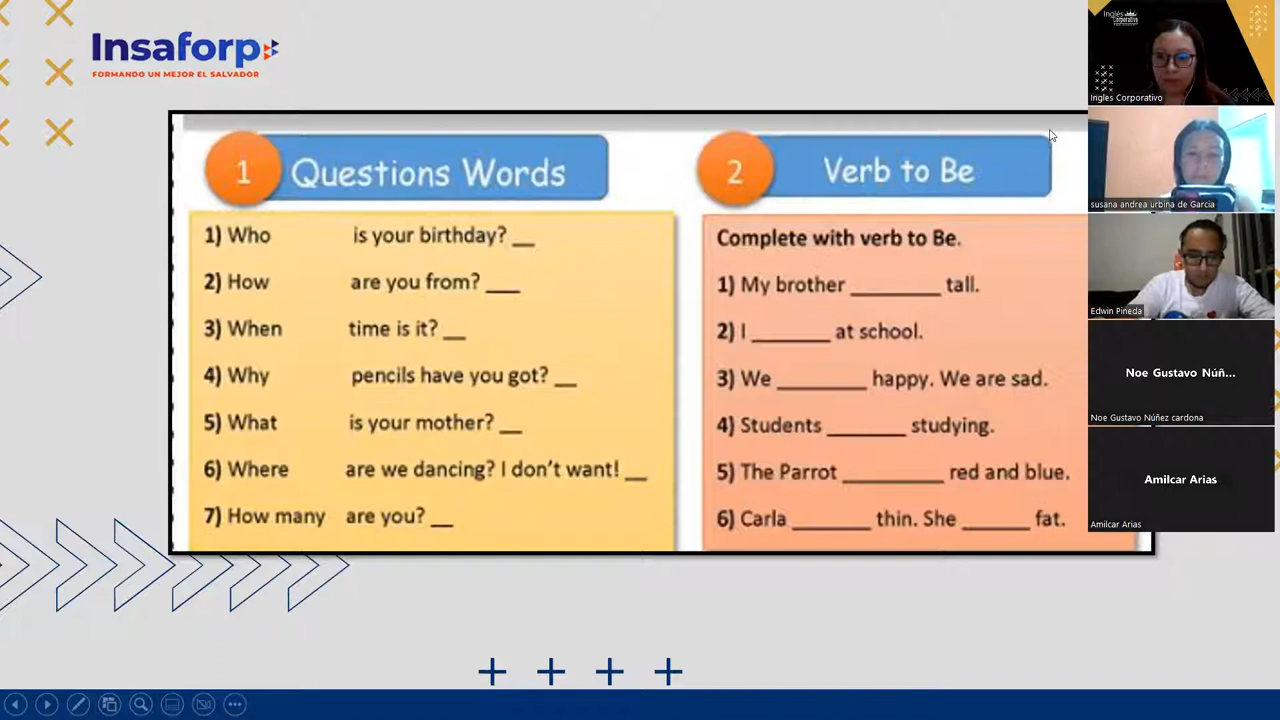 Insaforp
FORMANDO UN MEJOR EL SALVADOR
1 Questions Words
1) Who is your birthday? __
2) How are you from? ___
3) When time is it? __
4) Why pencils have you got? __
5) What is your mother? __
6) Where are we dancing? I don't want! __
7) How many are you? __
2 Verb to Be
Complete with verb to Be.
1) My brother ________ tall.
2) I _______ at school.
3) We ________ happy. We are sad.
4) Students _______ studying.
5) The Parrot _________ red and blue.
6) Carla _______ thin. She ______ fat.
Inglés
Corporativo
Ingles Corporativo
susana andrea urbina de Garcia
Edwin Pineda
Noe Gustavo Núñ...
Noe Gustavo Núñez cardona
Amilcar Arias
Amilcar Arias